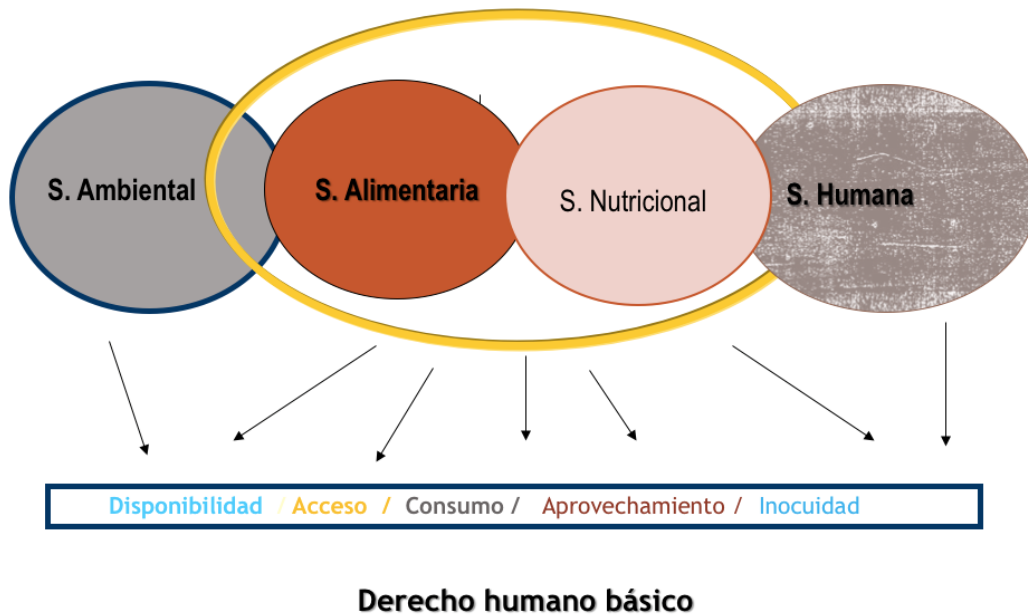 S. Ambiental
S. Alimentaria
S. Nutricional
S. Humana
Disponibilidad / Acceso / Consumo / Aprovechamiento / Inocuidad
Derecho humano básico